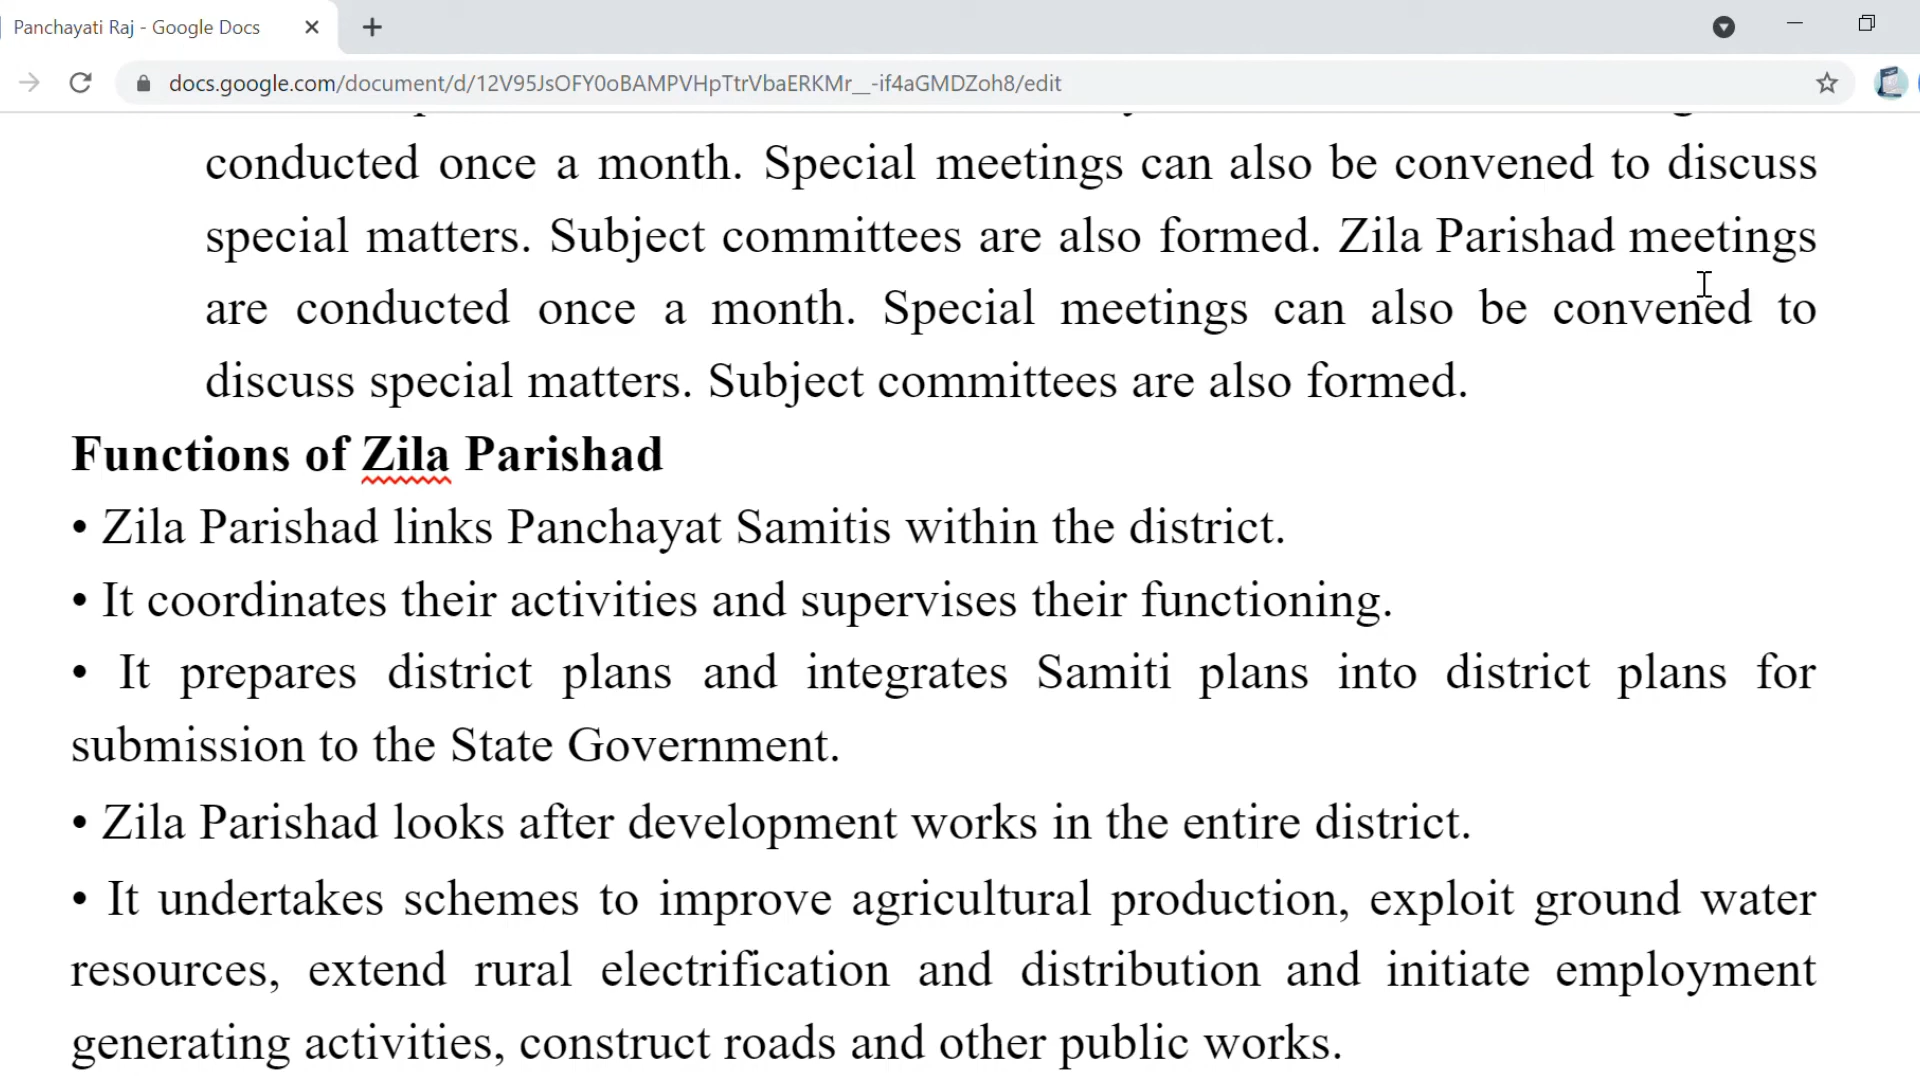 Panchayati Raj - Google Docs
docs.google.com/document/d/12V95JsOFY0oBAMPVHpTtrVbaERKMr__-if4aGMDZoh8/edit
conducted once a month. Special meetings can also be convened to discuss
special matters. Subject committees are also formed. Zila Parishad meetings
are conducted once a month. Special meetings can also be convened to
discuss special matters. Subject committees are also formed.
Functions of Zila Parishad
• Zila Parishad links Panchayat Samitis within the district.
• It coordinates their activities and supervises their functioning.
• It prepares district plans and integrates Samiti plans into district plans for
submission to the State Government.
• Zila Parishad looks after development works in the entire district.
• It undertakes schemes to improve agricultural production, exploit ground water
resources, extend rural electrification and distribution and initiate employment
generating activities, construct roads and other public works.